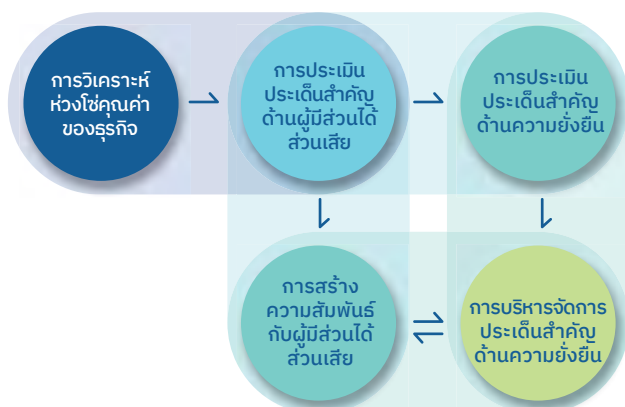 การวิเคราะห์
ห่วงโซ่คุณค่า
ของธุรกิจ
การประเมิน
ประเด็นสำคัญ
ด้านผู้มีส่วนได้
ส่วนเสีย
การประเมิน
ประเด็นสำคัญ
ด้านความยั่งยืน
การสร้าง
ความสัมพันธ์
กับผู้มีส่วนได้
ส่วนเสีย
การบริหารจัดการ
ประเด็นสำคัญ
ด้านความยั่งยืน